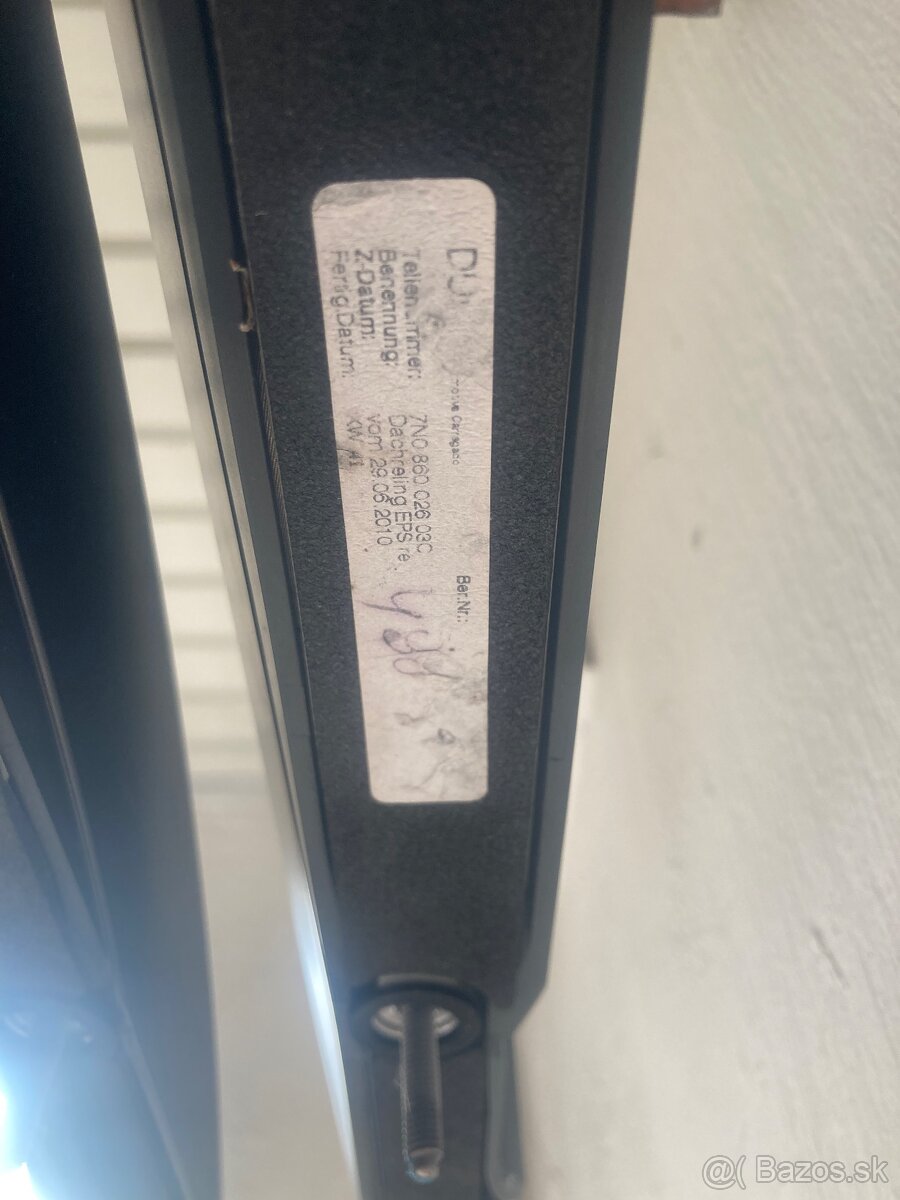 Ber.Nr.:
Teilenummer: 7N0 860 026 03C
Benennung: Dachreling EPS re.
Z-Datum: vom 29.06.2010
Fertig.Datum: KW 41
@( Bazos.sk